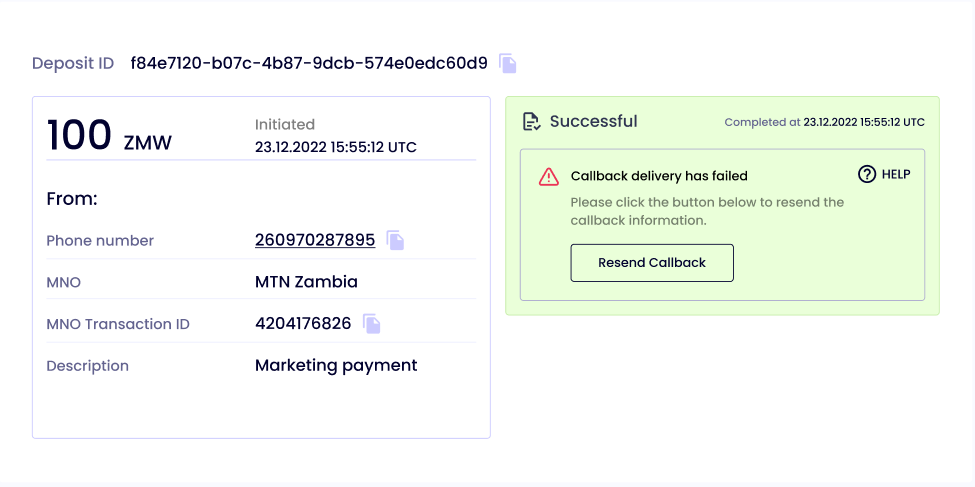 Deposit ID f84e7120-b07c-4b87-9dcb-574e0edc60d9
100 ZMW
Initiated
23.12.2022 15:55:12 UTC
From:
Phone number 260970287895
MNO MTN Zambia
MNO Transaction ID 4204176826
Description Marketing payment
Successful
Completed at 23.12.2022 15:55:12 UTC
Callback delivery has failed
HELP
Please click the button below to resend the
callback information.
Resend Callback